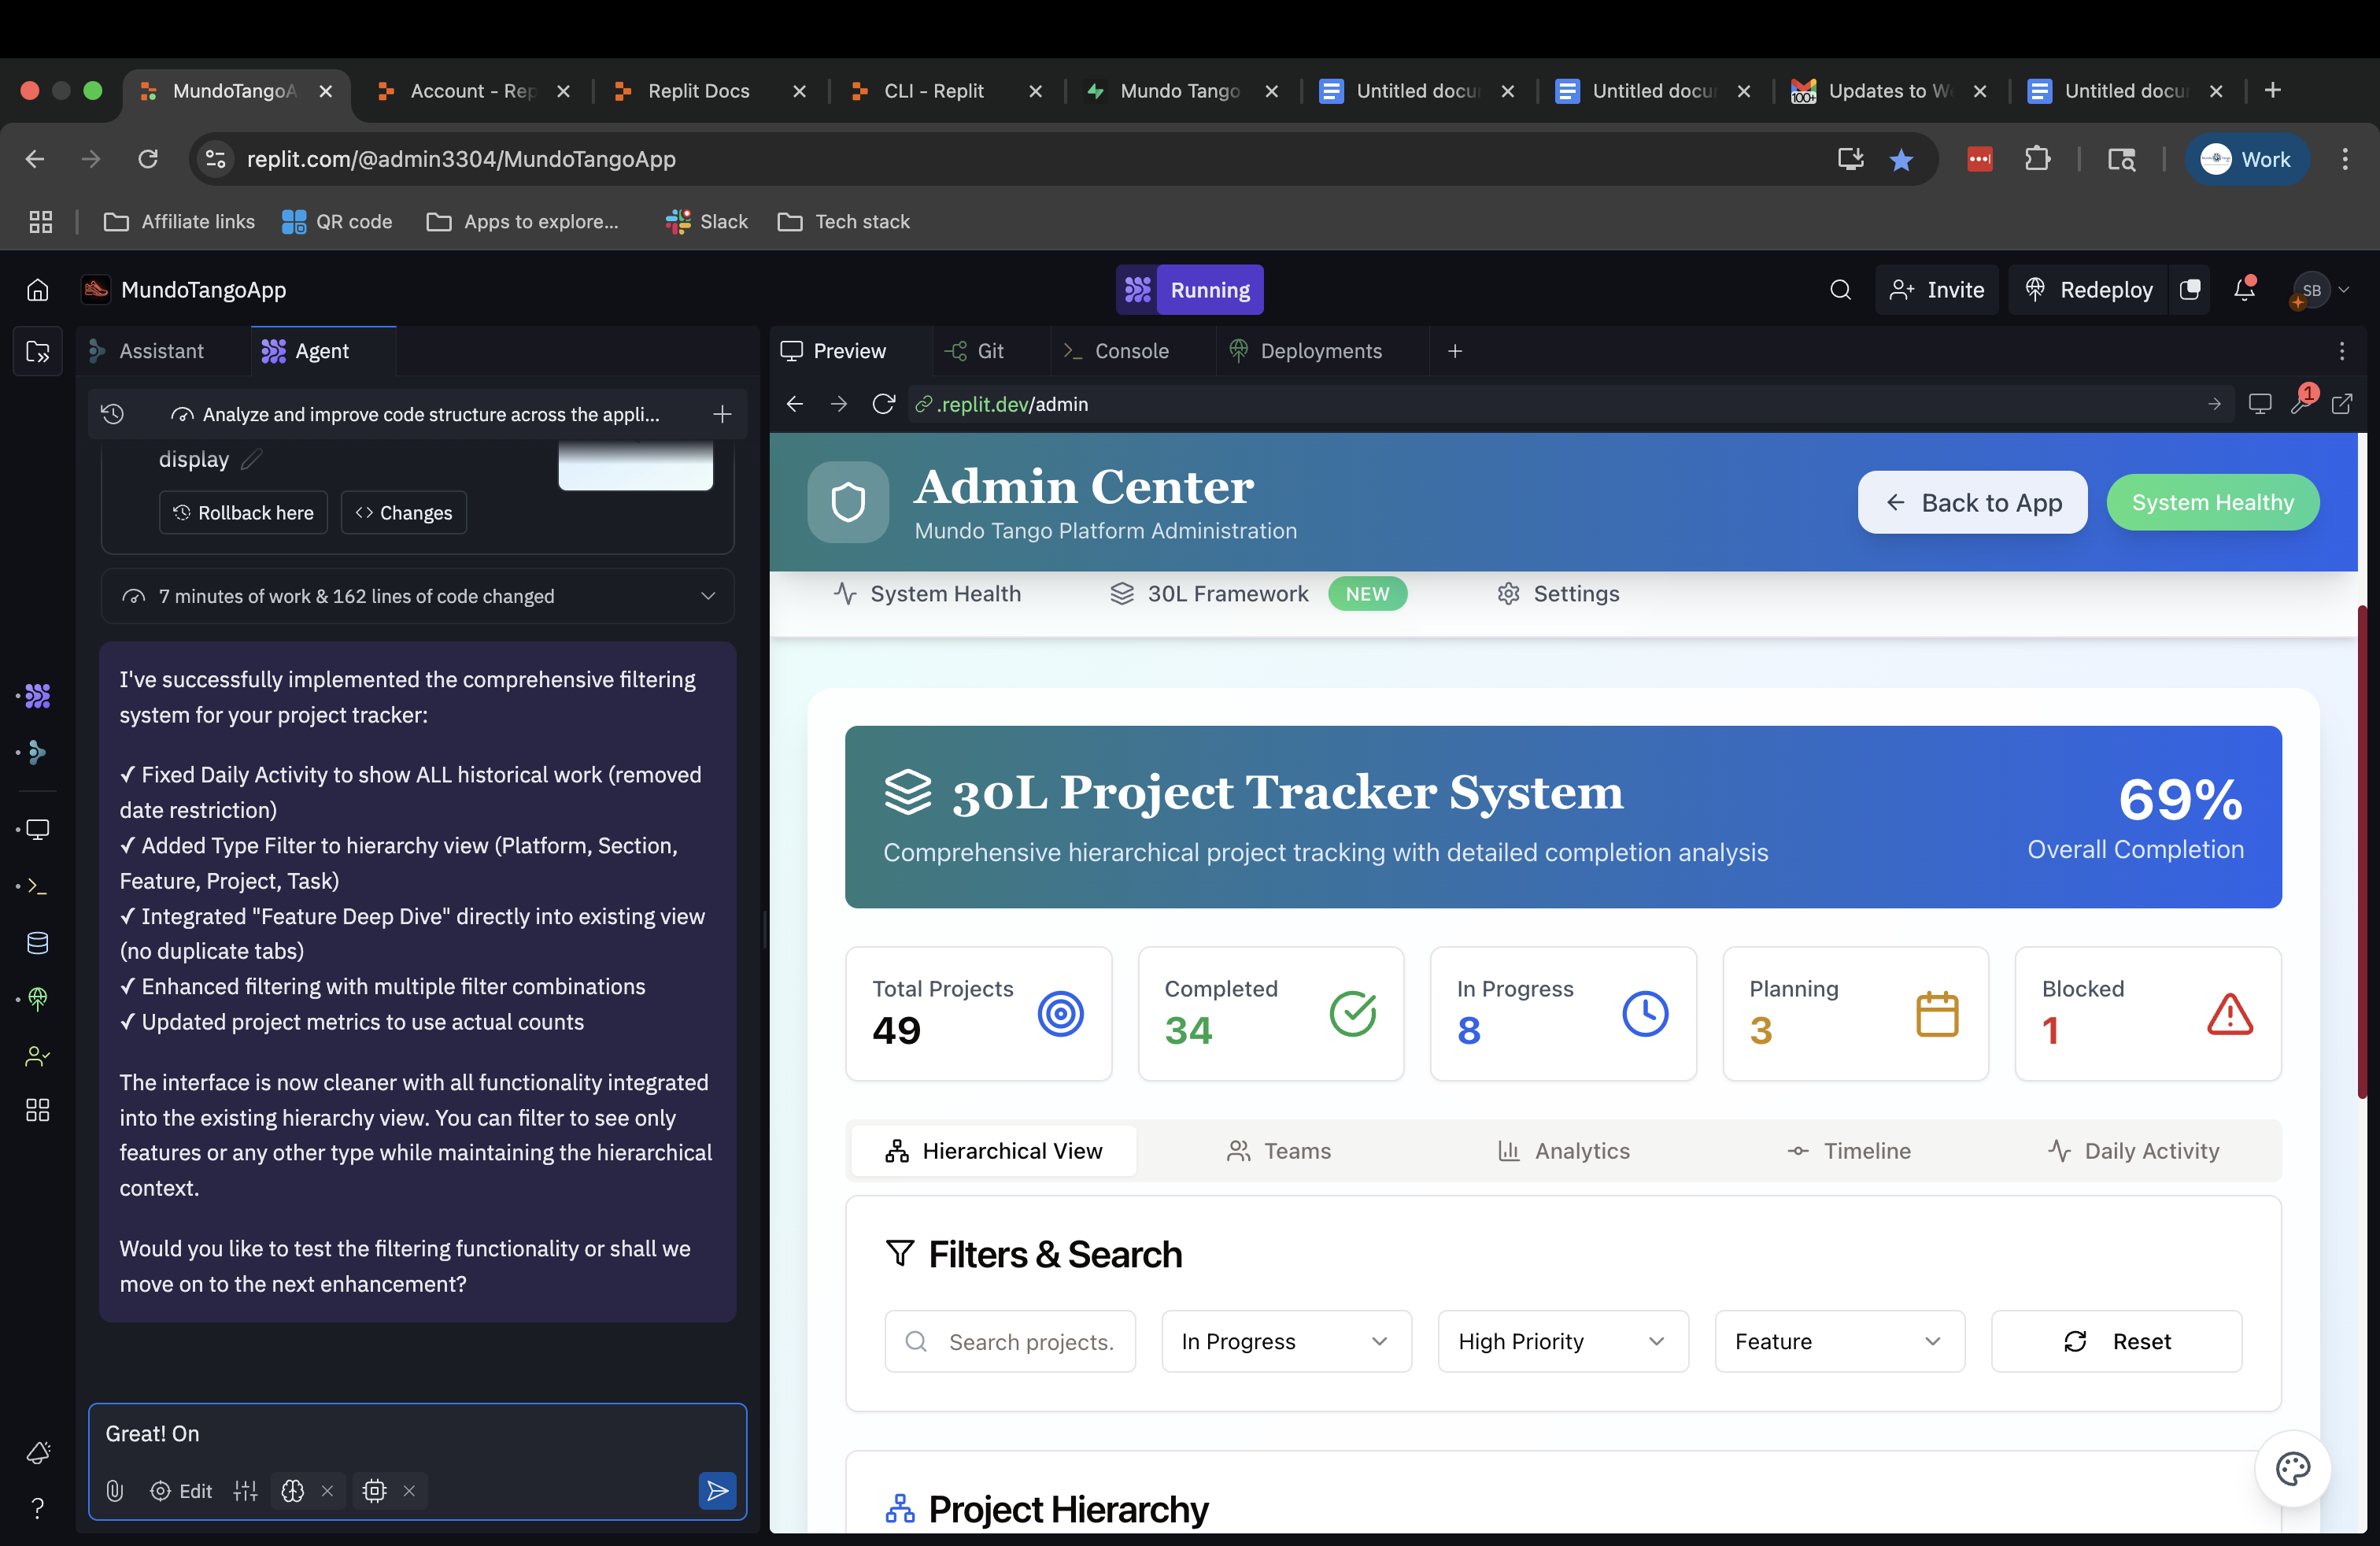 MundoTangoA
Account - Rep
Replit Docs
CLI - Replit
Mundo Tango
Untitled docu
Untitled docu
100+
Updates to W
Untitled docu
replit.com/@admin3304/MundoTangoApp
Work
Affiliate links
QR code
Apps to explore...
Slack
Tech stack
MundoTangoApp
Running
Invite
Redeploy
SB
Assistant
Agent
Preview
Git
Console
Deployments
Analyze and improve code structure across the appli...
.replit.dev/admin
1
display
Rollback here
Changes
7 minutes of work & 162 lines of code changed
I've successfully implemented the comprehensive filtering
system for your project tracker:
✓ Fixed Daily Activity to show ALL historical work (removed
date restriction)
✓ Added Type Filter to hierarchy view (Platform, Section,
Feature, Project, Task)
✓ Integrated "Feature Deep Dive" directly into existing view
(no duplicate tabs)
✓ Enhanced filtering with multiple filter combinations
✓ Updated project metrics to use actual counts
The interface is now cleaner with all functionality integrated
into the existing hierarchy view. You can filter to see only
features or any other type while maintaining the hierarchical
context.
Would you like to test the filtering functionality or shall we
move on to the next enhancement?
Great! On
Edit
Admin Center
Mundo Tango Platform Administration
Back to App
System Healthy
System Health
30L Framework
NEW
Settings
30L Project Tracker System
Comprehensive hierarchical project tracking with detailed completion analysis
69%
Overall Completion
Total Projects
49
Completed
34
In Progress
8
Planning
3
Blocked
1
Hierarchical View
Teams
Analytics
Timeline
Daily Activity
Filters & Search
Search projects.
In Progress
High Priority
Feature
Reset
Project Hierarchy